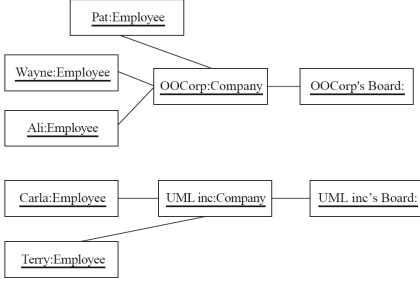 Pat:Employee
Wayne:Employee
OOCorp:Company
OOCorp's Board:
Ali:Employee
Carla:Employee
UML inc:Company
UML inc’s Board:
Terry:Employee